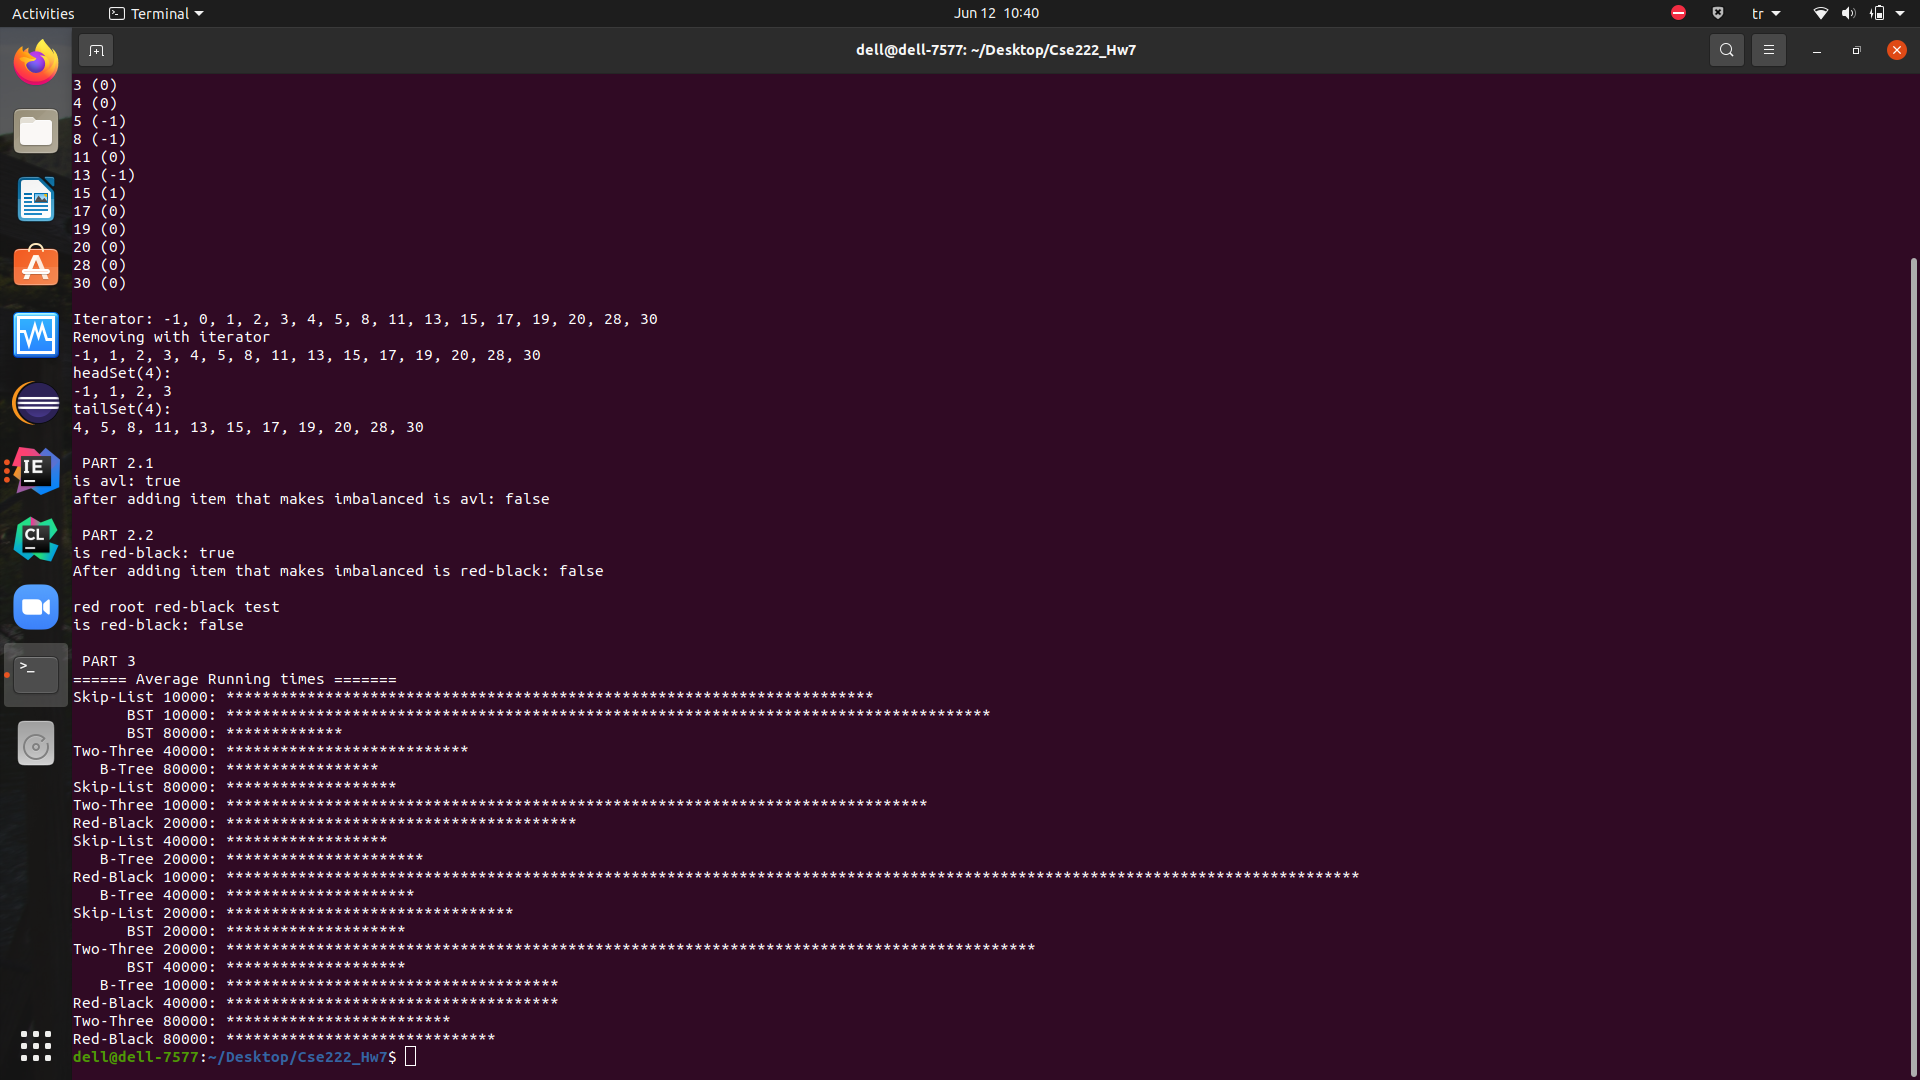 Activities
Terminal
Jun 12 10:40
tr
dell@dell-7577: ~/Desktop/Cse222_Hw7
3 (0)
4 (0)
5 (-1)
8 (-1)
11 (0)
13 (-1)
15 (1)
17 (0)
19 (0)
20 (0)
28 (0)
30 (0)
Iterator: -1, 0, 1, 2, 3, 4, 5, 8, 11, 13, 15, 17, 19, 20, 28, 30
Removing with iterator
-1, 1, 2, 3, 4, 5, 8, 11, 13, 15, 17, 19, 20, 28, 30
headSet(4):
-1, 1, 2, 3
tailSet(4):
4, 5, 8, 11, 13, 15, 17, 19, 20, 28, 30
PART 2.1
is avl: true
after adding item that makes imbalanced is avl: false
PART 2.2
is red-black: true
After adding item that makes imbalanced is red-black: false
red root red-black test
is red-black: false
PART 3
====== Average Running times =======
Skip-List 10000: ************************************************************************
BST 10000: *************************************************************************************
BST 80000: *************
Two-Three 40000: ***************************
B-Tree 80000: *****************
Skip-List 80000: *******************
Two-Three 10000: ******************************************************************************
Red-Black 20000: ***************************************
Skip-List 40000: ******************
B-Tree 20000: **********************
Red-Black 10000: ******************************************************************************************************************************
B-Tree 40000: *********************
Skip-List 20000: ********************************
BST 20000: ********************
Two-Three 20000: ******************************************************************************************
BST 40000: ********************
B-Tree 10000: *************************************
Red-Black 40000: *************************************
Two-Three 80000: *************************
Red-Black 80000: ******************************
dell@dell-7577:~/Desktop/Cse222_Hw7$
IE
CL
>_